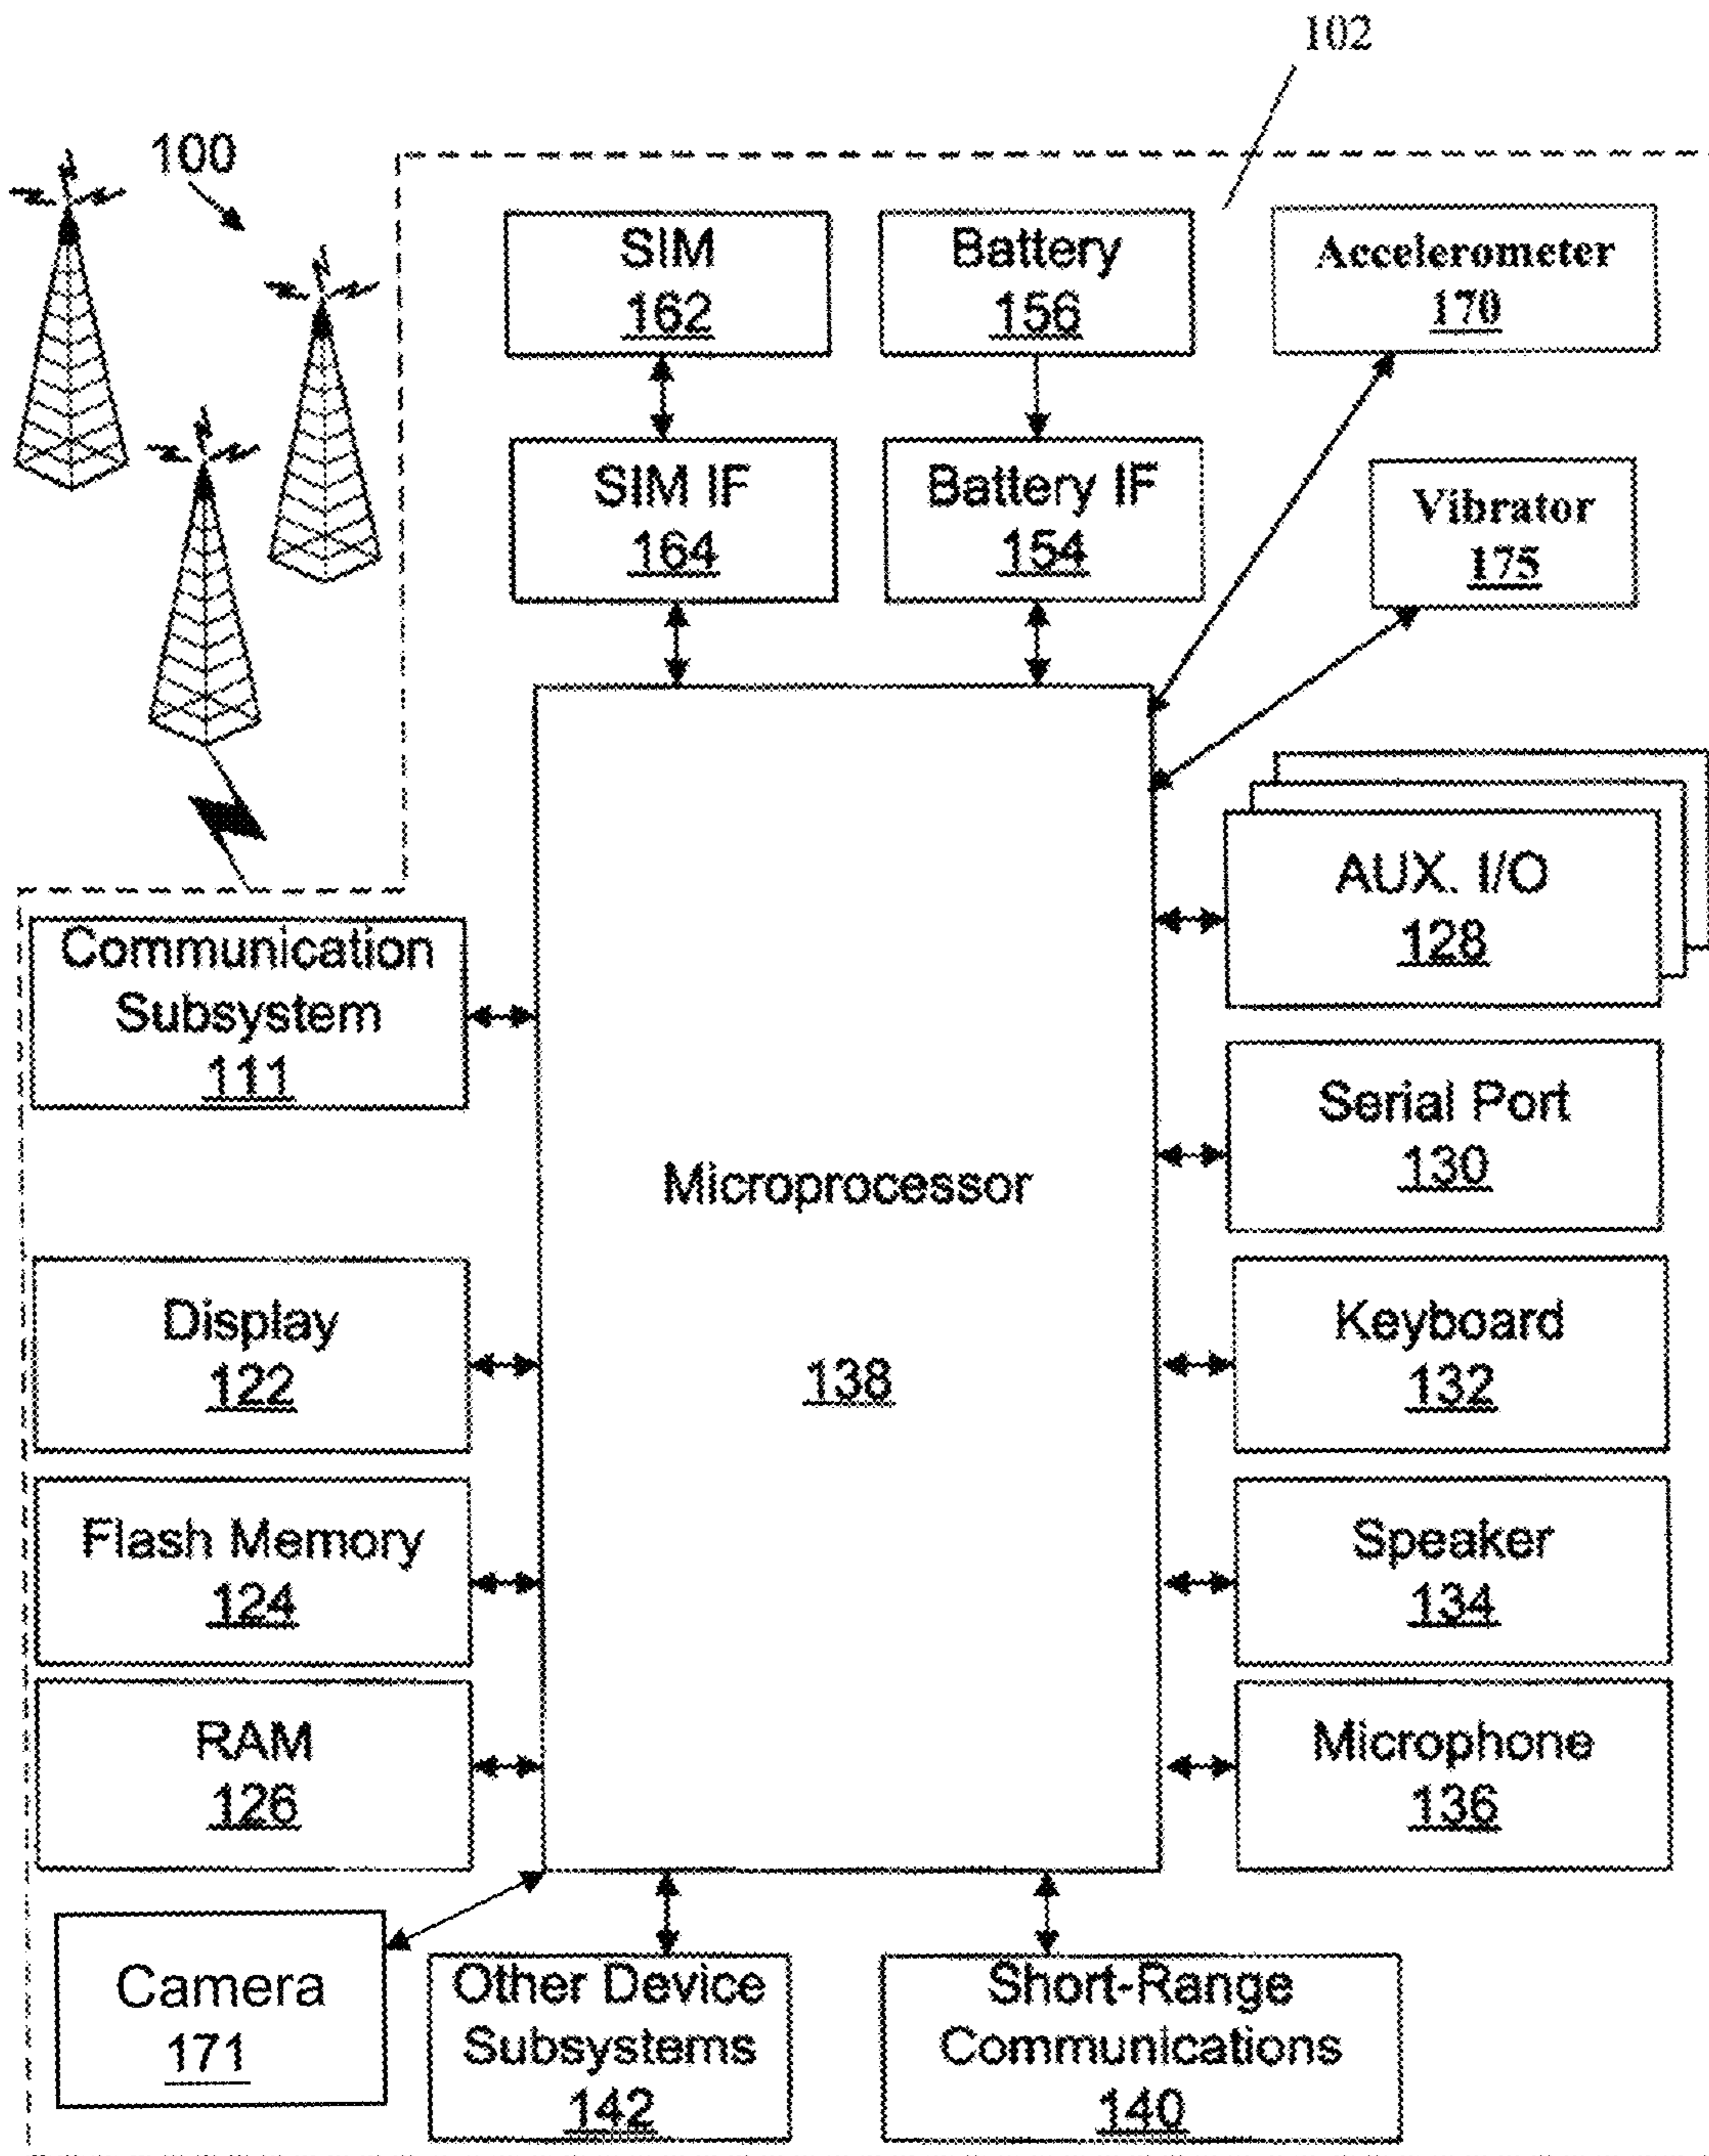 102
100
SIM
162
Battery
156
Accelerometer
170
SIM IF
164
Battery IF
154
Vibrator
175
AUX. I/O
128
Communication
Subsystem
111
Serial Port
130
Microprocessor
138
Display
122
Keyboard
132
Flash Memory
124
Speaker
134
RAM
126
Microphone
136
Camera
171
Other Device
Subsystems
142
Short-Range
Communications
140